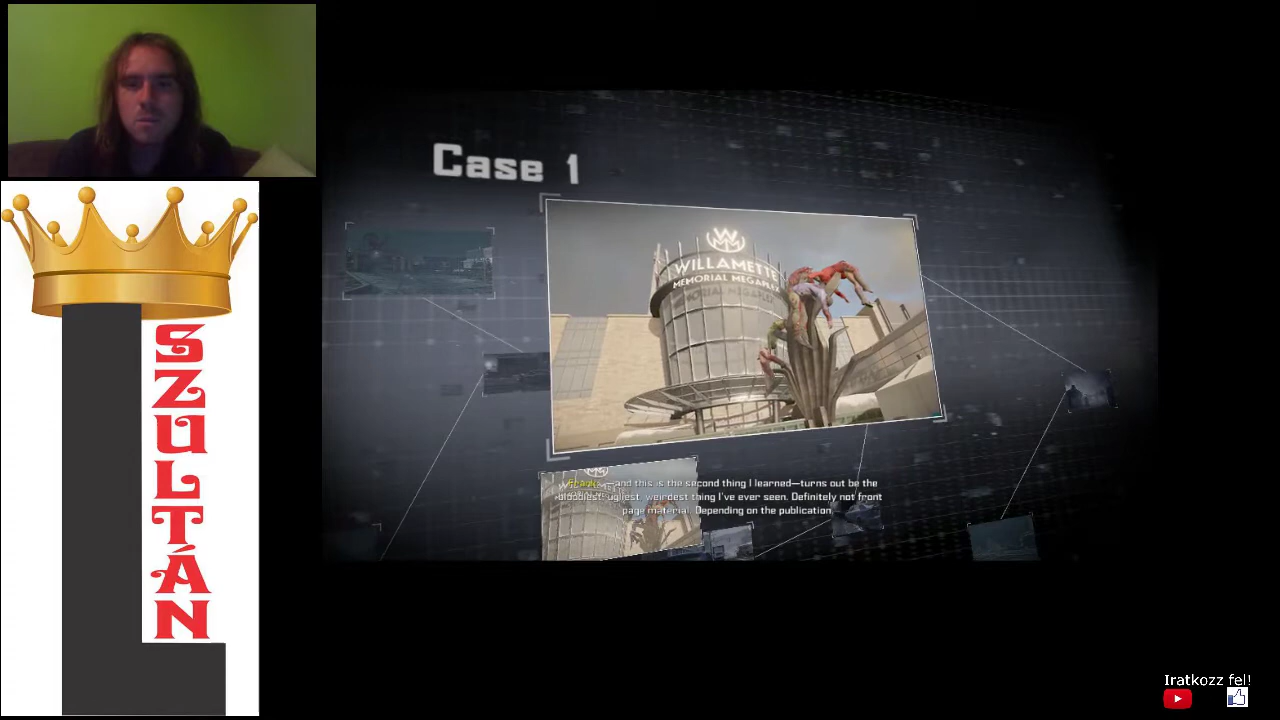 Case 1
WILLAMETTE
MEMORIAL MEGAPLEX
SZULTÁN
Frank: —and this is the second thing I learned—turns out be the
bloodiest, ugliest, weirdest thing I've ever seen. Definitely not front
page material. Depending on the publication.
Iratkozz fel!